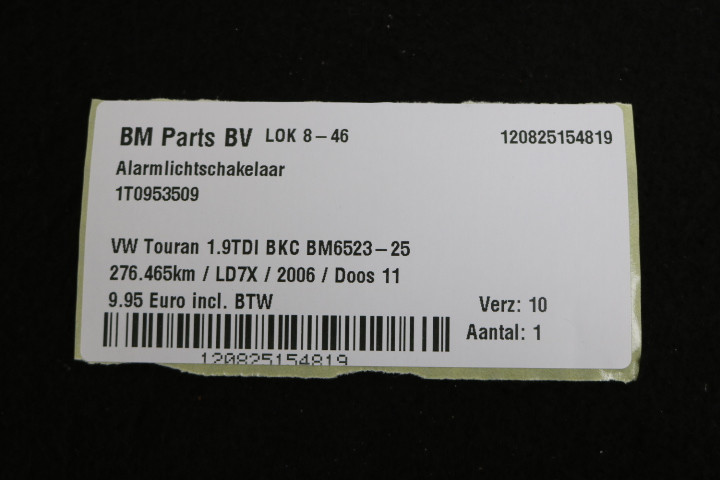 BM Parts BV LOK 8-46 120825154819
Alarmlichtschakelaar
1T0953509
VW Touran 1.9TDI BKC BM6523-25
276.465km / LD7X / 2006 / Doos 11
9.95 Euro incl. BTW Verz: 10
Aantal: 1
120825154819